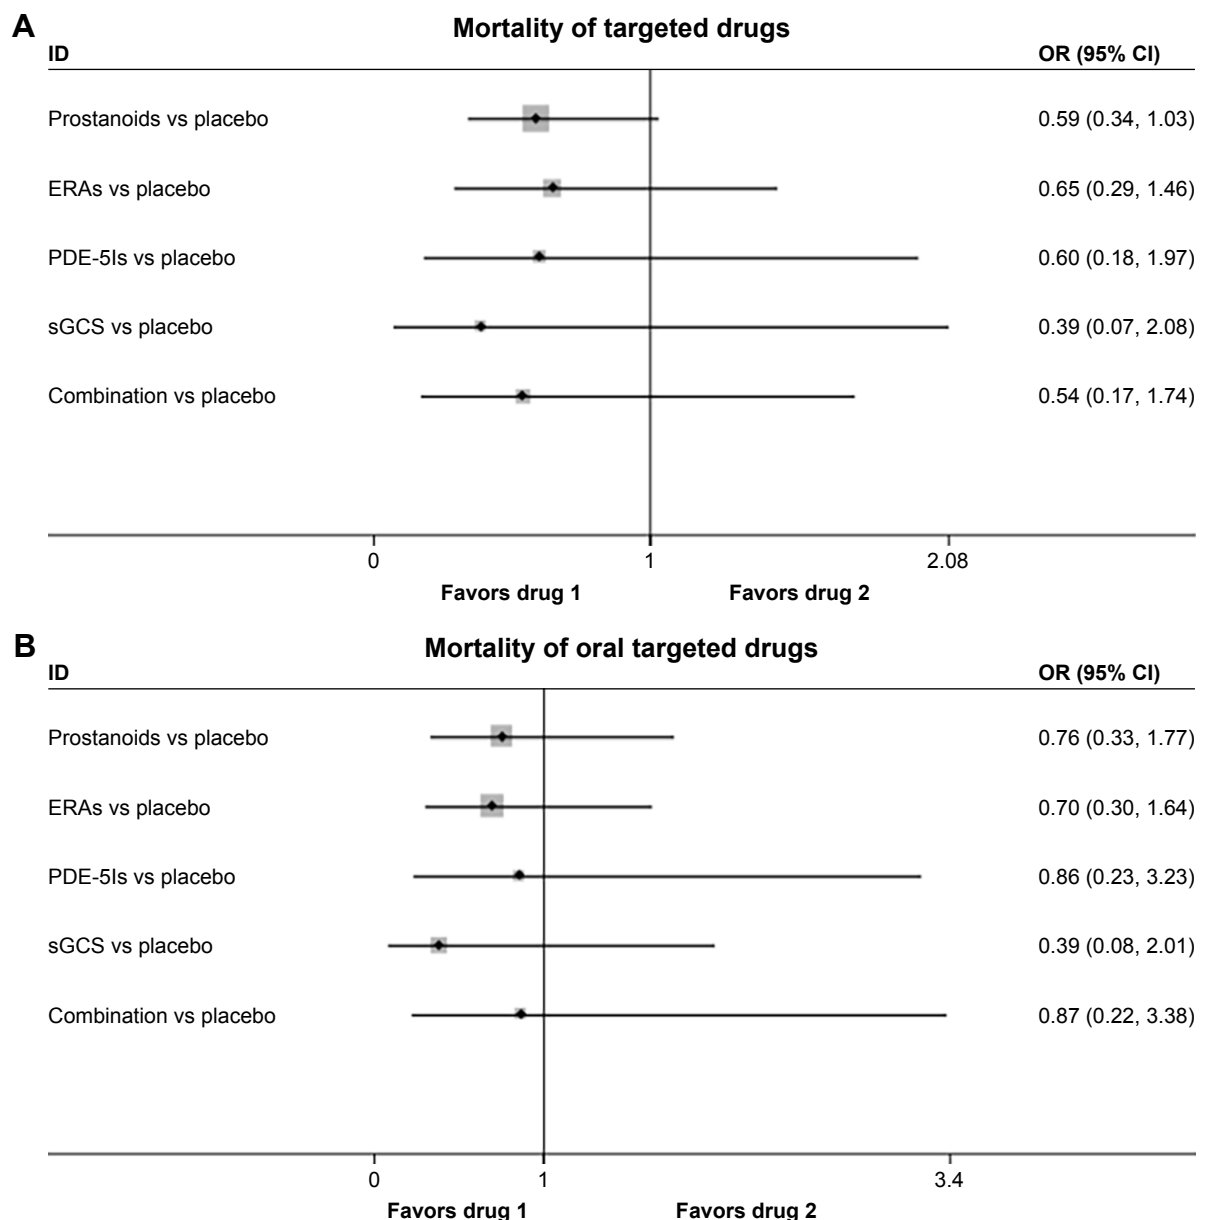 A
Mortality of targeted drugs
ID OR (95% CI)
Prostanoids vs placebo 0.59 (0.34, 1.03)
ERAs vs placebo 0.65 (0.29, 1.46)
PDE-5Is vs placebo 0.60 (0.18, 1.97)
sGCS vs placebo 0.39 (0.07, 2.08)
Combination vs placebo 0.54 (0.17, 1.74)
0 1 2.08
Favors drug 1 Favors drug 2
B
Mortality of oral targeted drugs
ID OR (95% CI)
Prostanoids vs placebo 0.76 (0.33, 1.77)
ERAs vs placebo 0.70 (0.30, 1.64)
PDE-5Is vs placebo 0.86 (0.23, 3.23)
sGCS vs placebo 0.39 (0.08, 2.01)
Combination vs placebo 0.87 (0.22, 3.38)
0 1 3.4
Favors drug 1 Favors drug 2